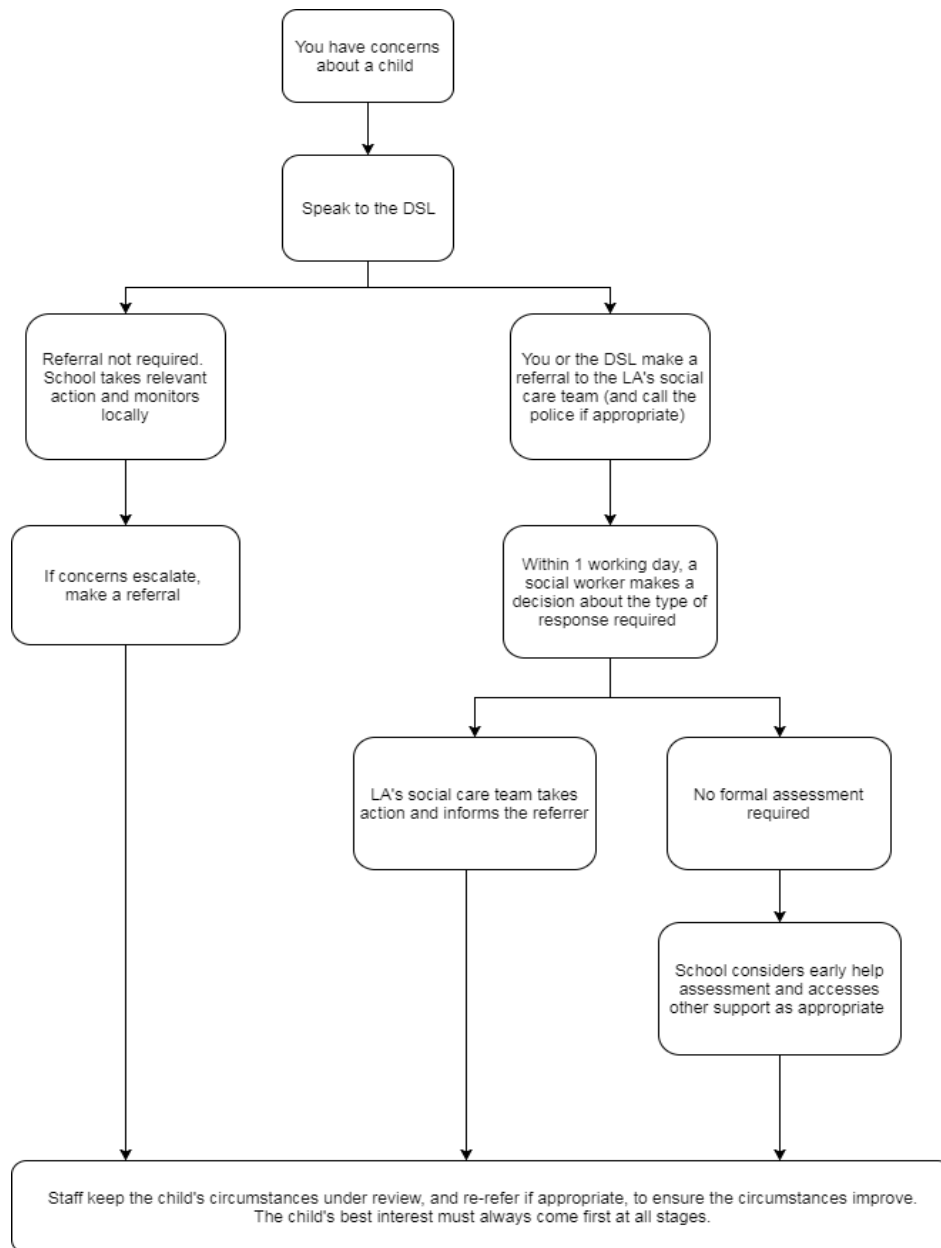 You have concerns
about a child
Speak to the DSL
Referral not required.
School takes relevant
action and monitors
locally
You or the DSL make a
referral to the LA's social
care team (and call the
police if appropriate)
If concerns escalate,
make a referral
Within 1 working day, a
social worker makes a
decision about the type of
response required
LA's social care team takes
action and informs the referrer
No formal assessment
required
School considers early help
assessment and accesses
other support as appropriate
Staff keep the child's circumstances under review, and re-refer if appropriate, to ensure the circumstances improve.
The child's best interest must always come first at all stages.